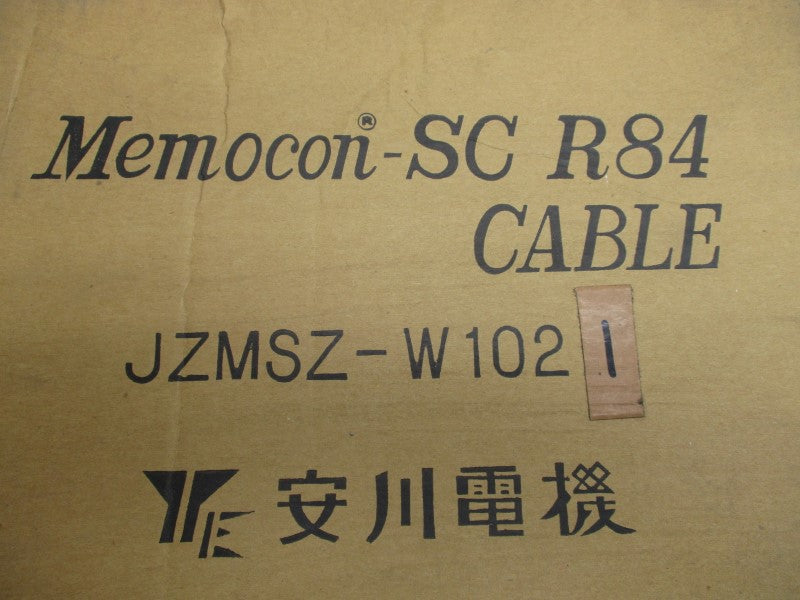 Memocon®-SC R84
CABLE
JZMSZ-W102 1
YE 安川電機